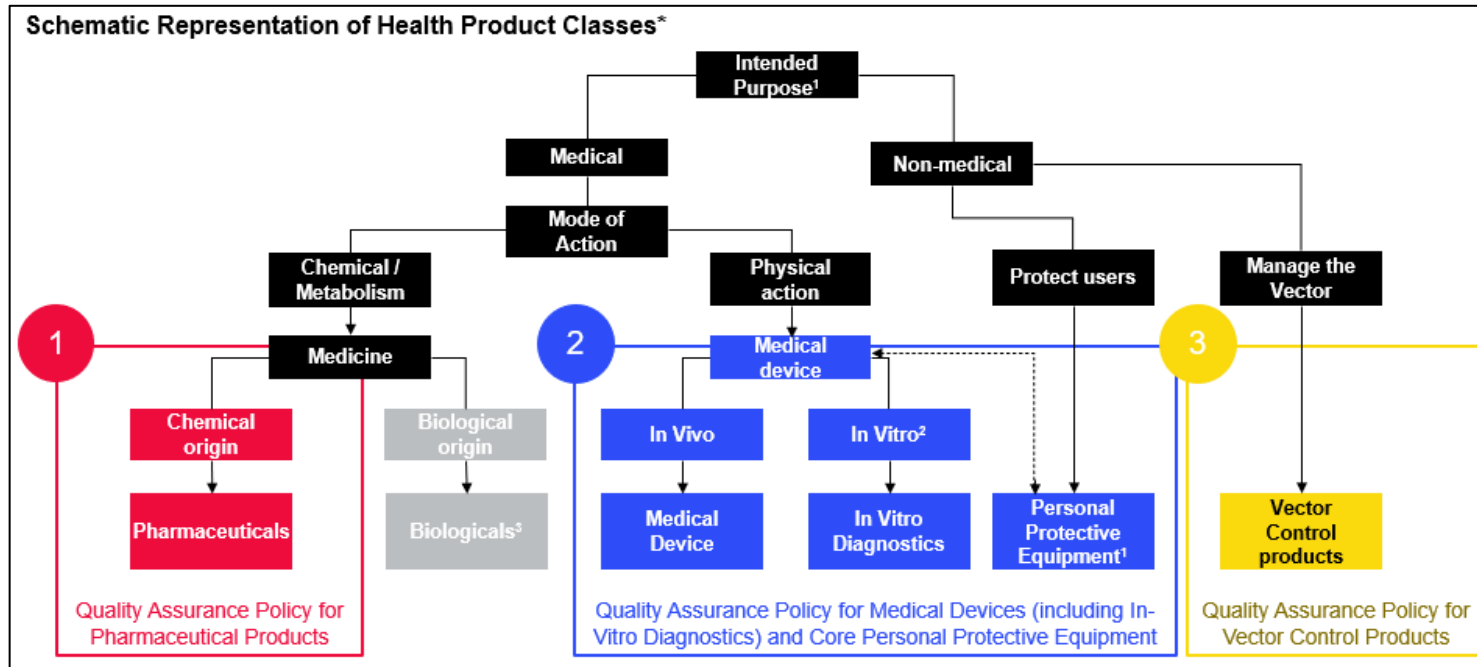 Schematic Representation of Health Product Classes*
Intended
Purpose¹
Medical
Non-medical
Mode of
Action
Chemical /
Metabolism
Physical
action
Protect users
Manage the
Vector
1
Medicine
2
Medical
device
3
Chemical
origin
Biological
origin
In Vivo
In Vitro²
Pharmaceuticals
Biologicals³
Medical
Device
In Vitro
Diagnostics
Personal
Protective
Equipment¹
Vector
Control
products
Quality Assurance Policy for
Pharmaceutical Products
Quality Assurance Policy for Medical Devices (including In-
Vitro Diagnostics) and Core Personal Protective Equipment
Quality Assurance Policy for
Vector Control Products